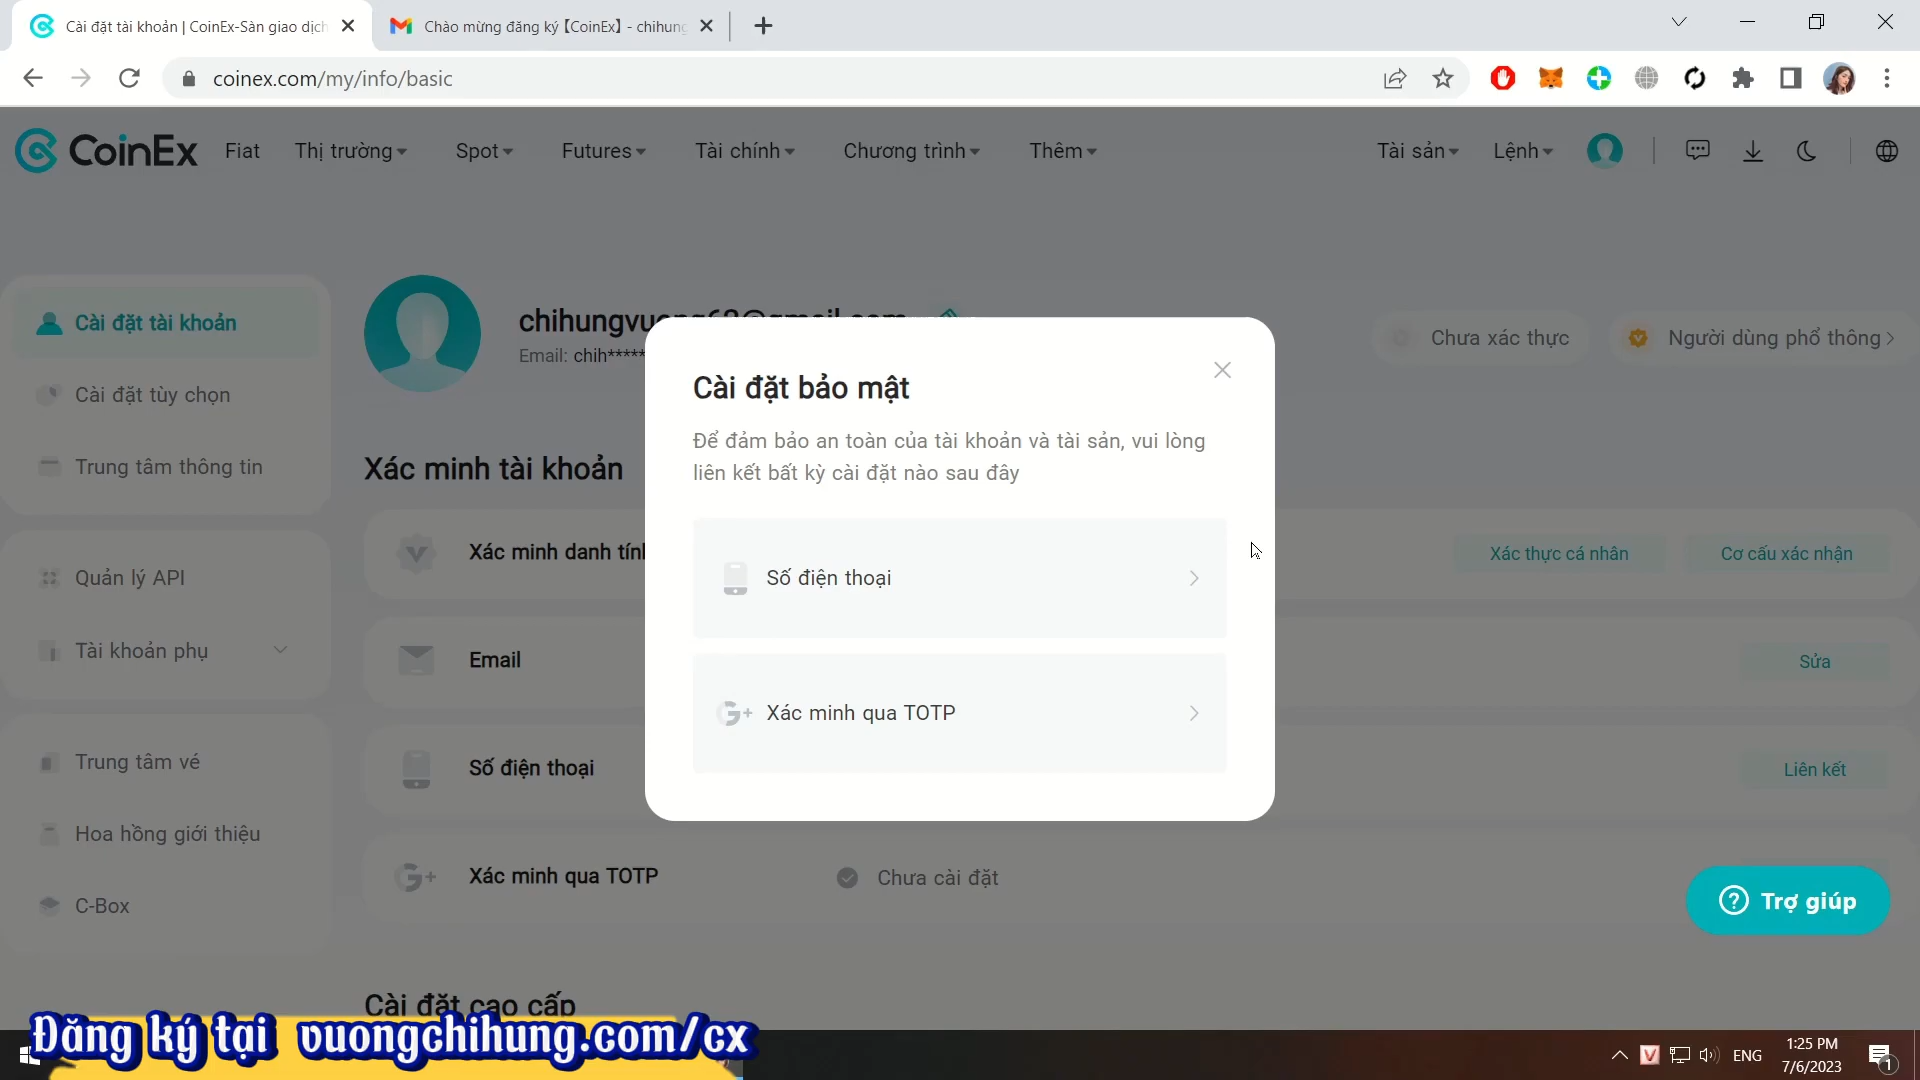 Cài đặt tài khoản | CoinEx-Sàn giao dịch
Chào mừng đăng ký 【CoinEx】 - chihung
coinex.com/my/info/basic
CoinEx
Fiat
Thị trường
Spot
Futures
Tài chính
Chương trình
Thêm
Tài sản
Lệnh
Cài đặt tài khoản
Cài đặt tùy chọn
Trung tâm thông tin
Quản lý API
Tài khoản phụ
Trung tâm vé
Hoa hồng giới thiệu
C-Box
Email: chih*****
Chưa xác thực
Người dùng phổ thông
Xác minh tài khoản
Xác minh danh tính
Xác thực cá nhân
Cơ cấu xác nhận
Email
Sửa
Số điện thoại
Liên kết
Xác minh qua TOTP
Chưa cài đặt
Cài đặt cao cấp
Cài đặt bảo mật
Để đảm bảo an toàn của tài khoản và tài sản, vui lòng
liên kết bất kỳ cài đặt nào sau đây
Số điện thoại
Xác minh qua TOTP
Trợ giúp
Đăng ký tại vuongchihung.com/cx
ENG
1:25 PM
7/6/2023
1